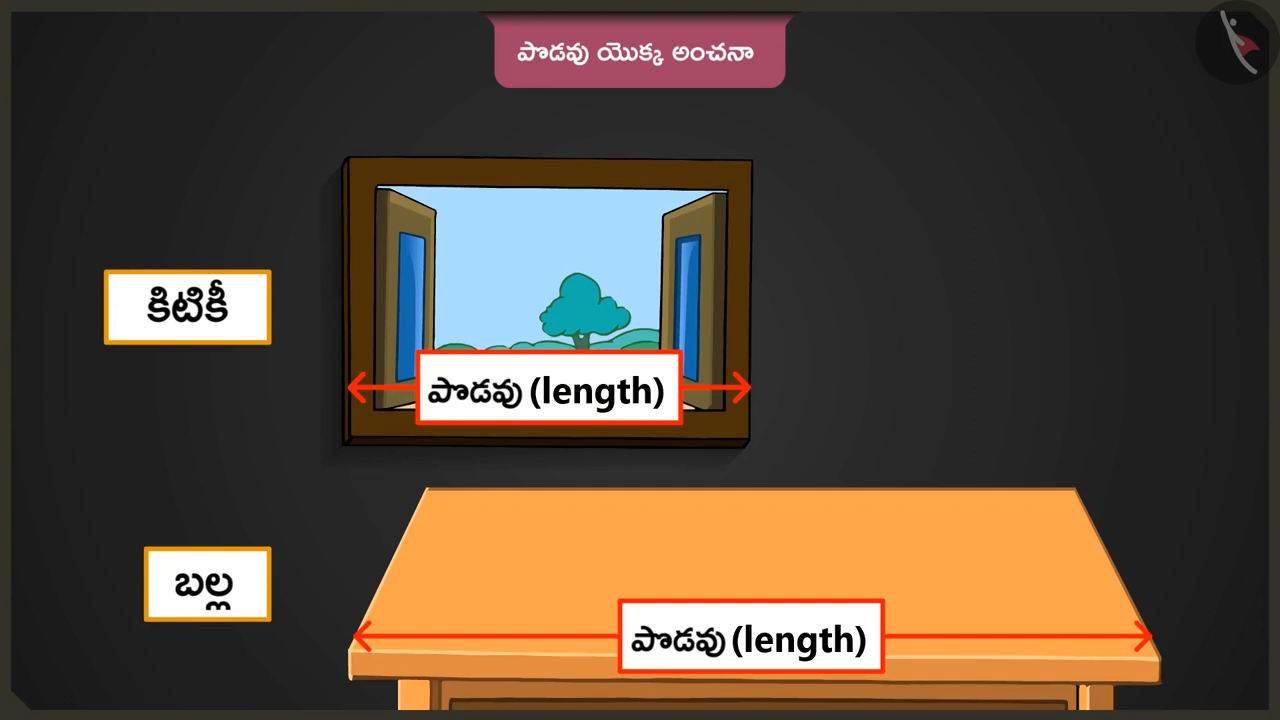 పొడవు యొక్క అంచనా
కిటికీ
పొడవు (length)
బల్ల
పొడవు (length)